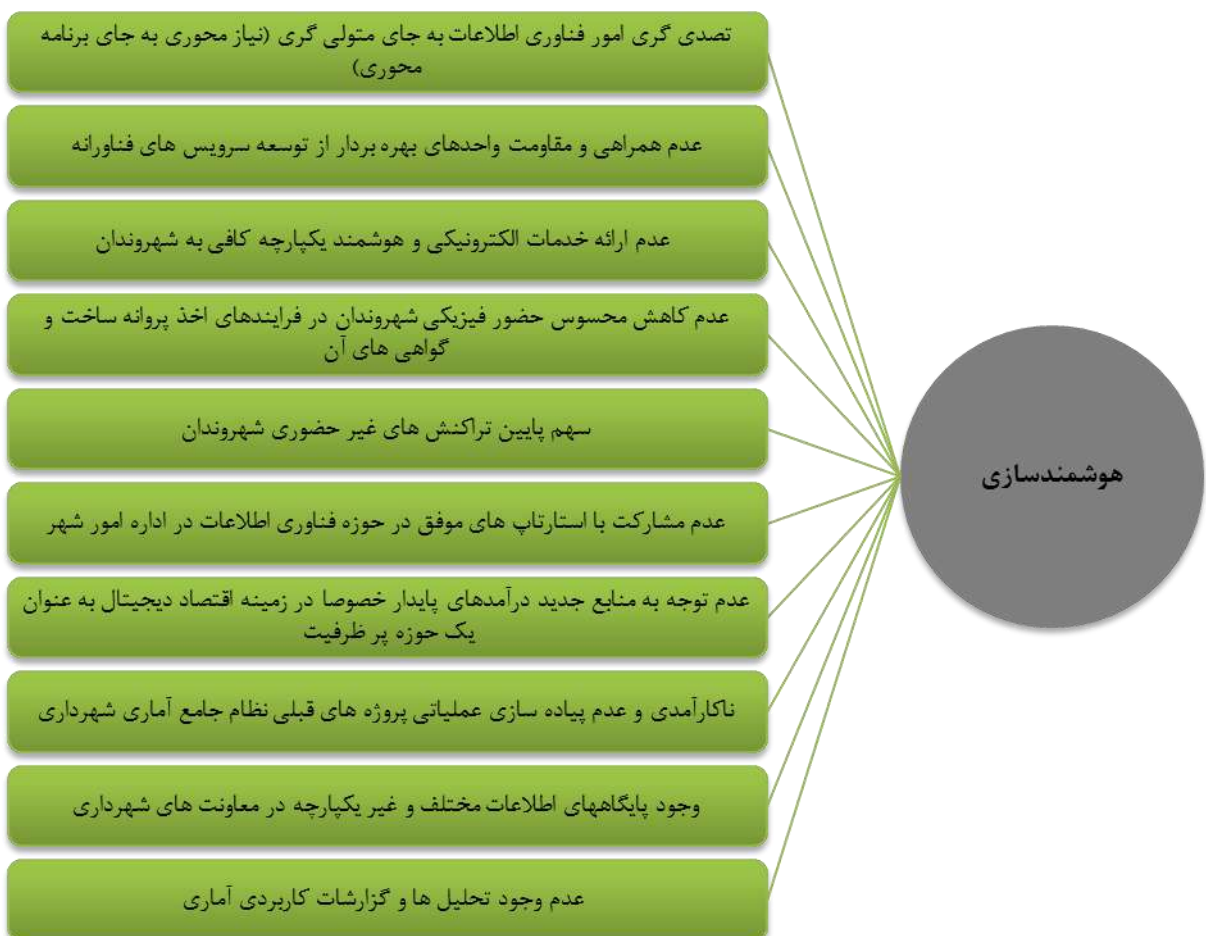 هوشمندسازی
تصدی گری امور فناوری اطلاعات به جای متولی گری (نیاز محوری به جای برنامه
محوری)
عدم همراهی و مقاومت واحدهای بهره بردار از توسعه سرویس های فناورانه
عدم ارائه خدمات الکترونیکی و هوشمند یکپارچه کافی به شهروندان
عدم کاهش محسوس حضور فیزیکی شهروندان در فرایندهای اخذ پروانه ساخت و
گواهی های آن
سهم پایین تراکنش های غیر حضوری شهروندان
عدم مشارکت با استارتاپ های موفق در حوزه فناوری اطلاعات در اداره امور شهر
عدم توجه به منابع جدید درآمدهای پایدار خصوصا در زمینه اقتصاد دیجیتال به عنوان
یک حوزه پر ظرفیت
ناکارآمدی و عدم پیاده سازی عملیاتی پروژه های قبلی نظام جامع آماری شهرداری
وجود پایگاههای اطلاعات مختلف و غیر یکپارچه در معاونت های شهرداری
عدم وجود تحلیل ها و گزارشات کاربردی آماری